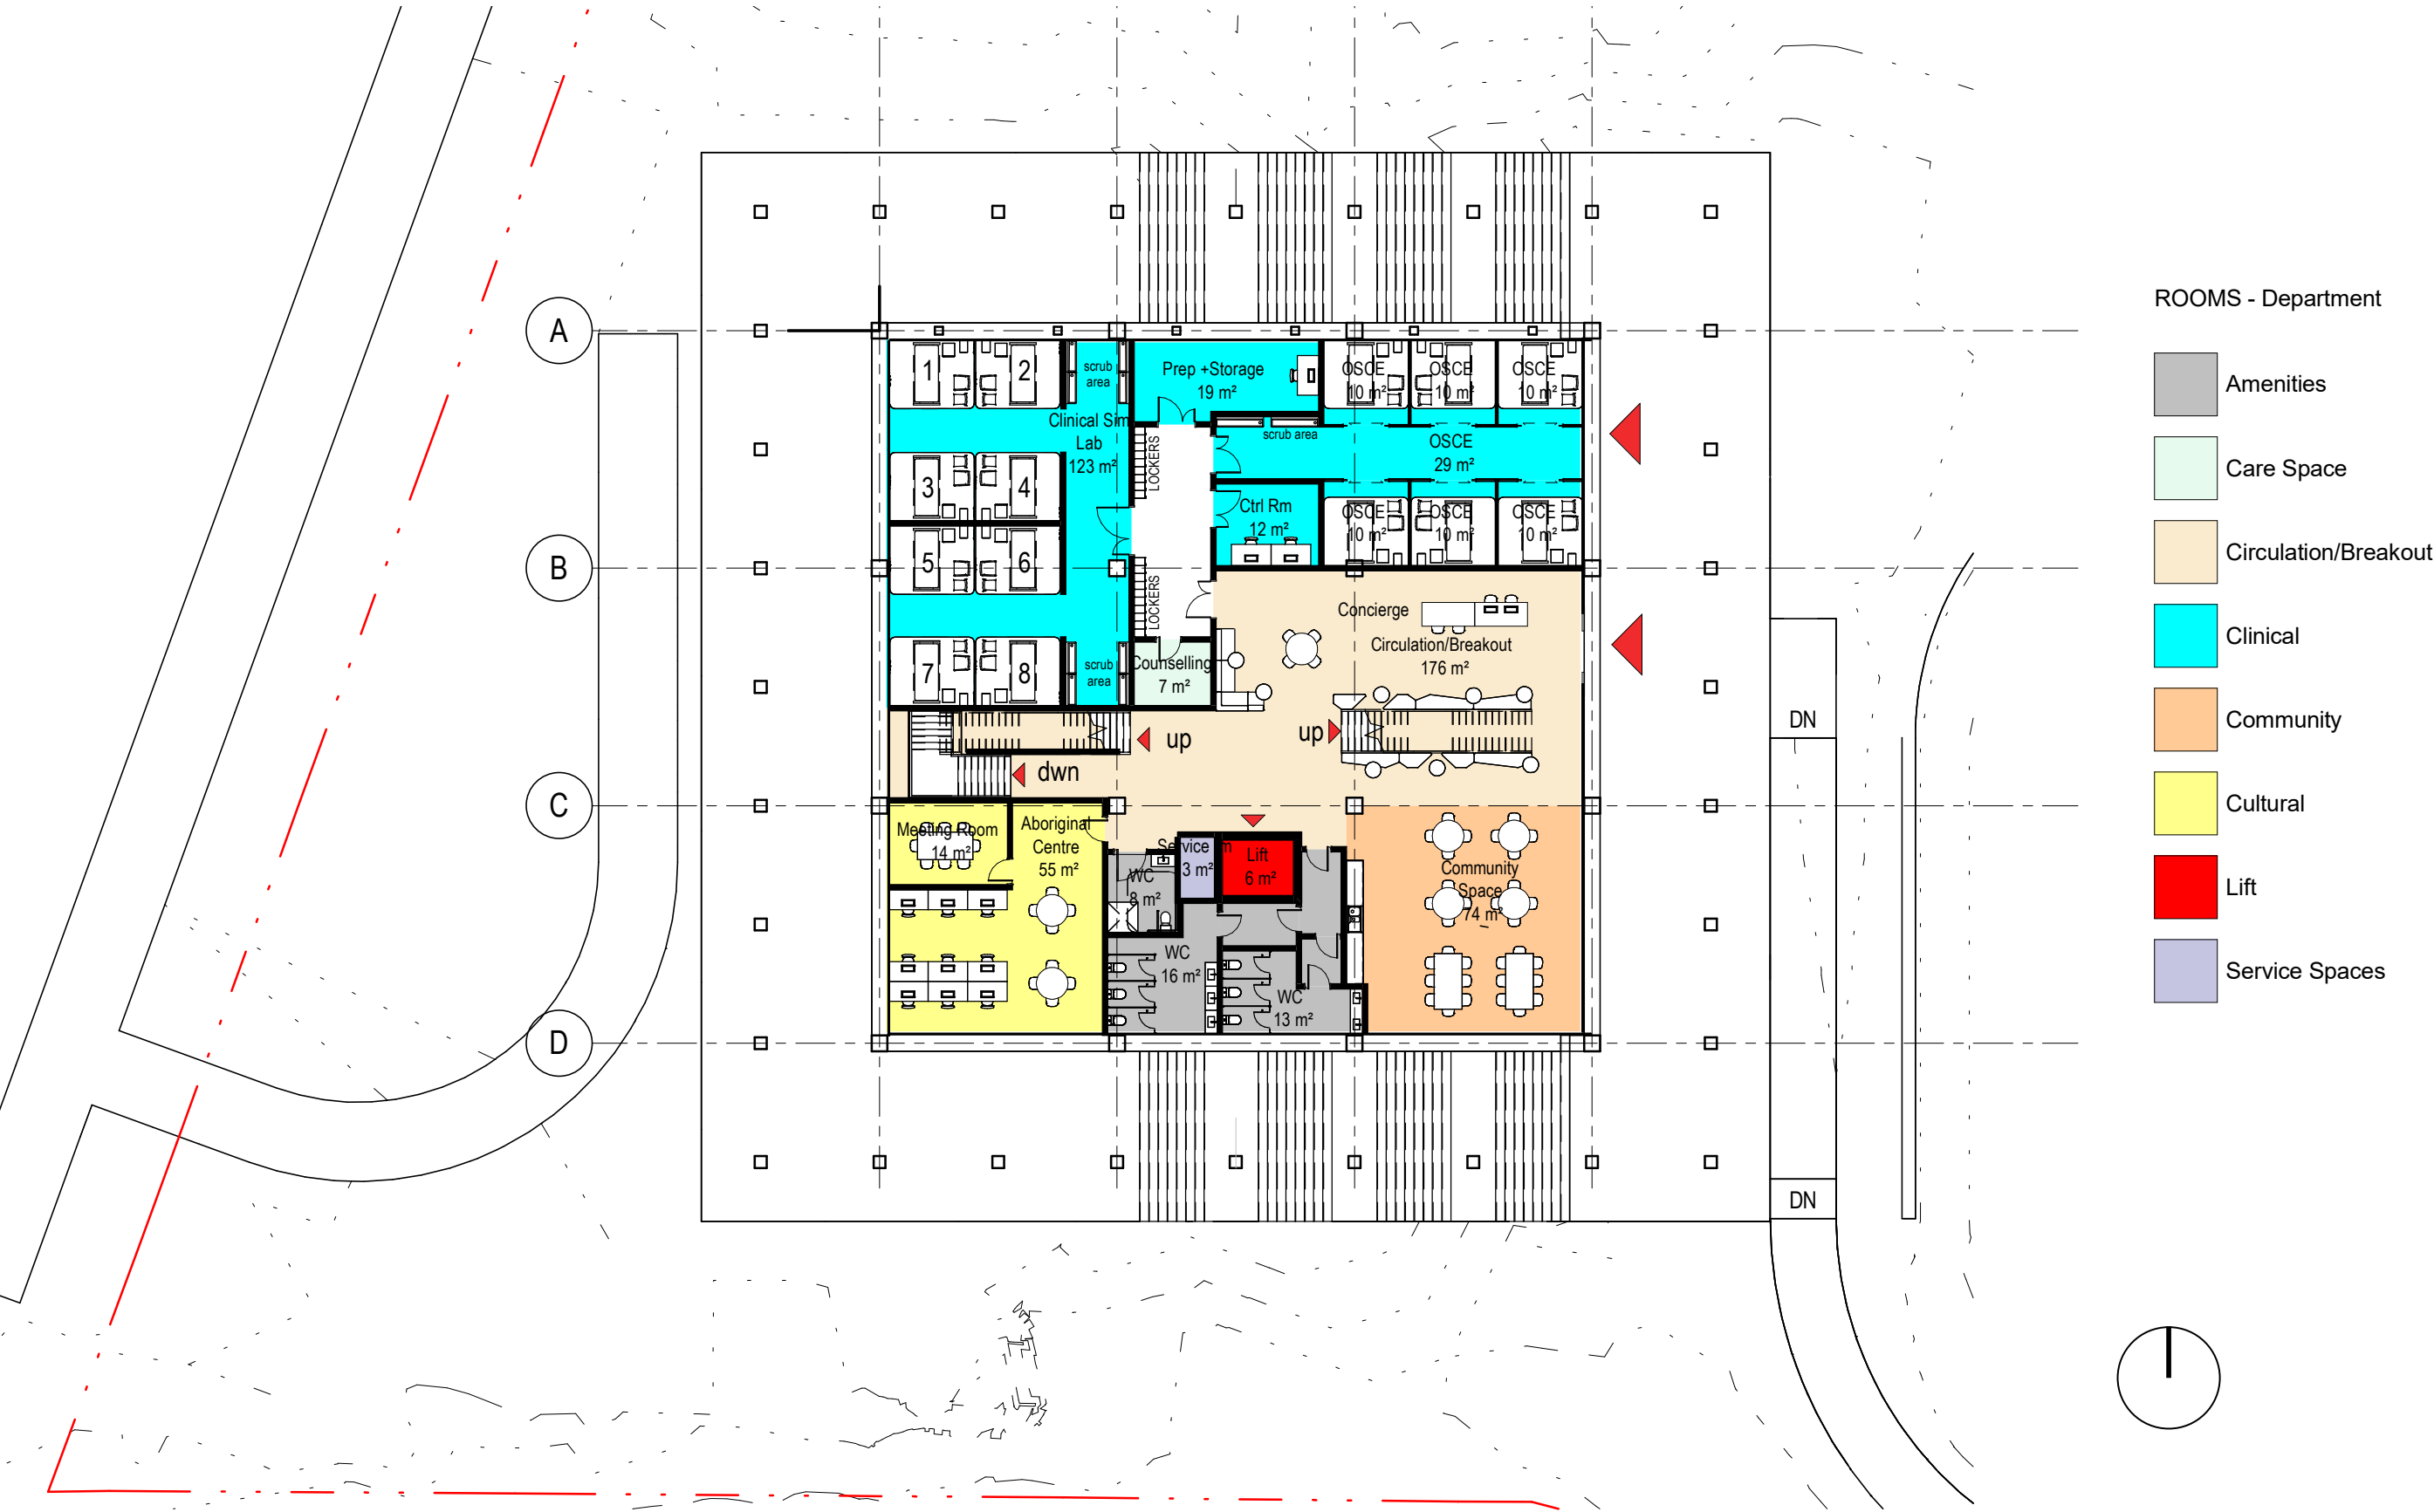 ROOMS - Department
Amenities
Care Space
Circulation/Breakout
Clinical
Community
Cultural
Lift
Service Spaces
A
B
C
D
1
2
3
4
5
6
7
8
scrub
area
Clinical Sim
Lab
123 m²
scrub
area
Prep +Storage
19 m²
LOCKERS
LOCKERS
scrub area
OSCE
10 m²
OSCE
10 m²
OSCE
10 m²
OSCE
29 m²
Ctrl Rm
12 m²
OSCE
10 m²
OSCE
10 m²
OSCE
10 m²
Concierge
Circulation/Breakout
176 m²
Counselling
7 m²
up
up
dwn
Meeting Room
14 m²
Aboriginal
Centre
55 m²
WC
8 m²
Service
3 m²
Lift
6 m²
WC
16 m²
WC
13 m²
Community
Space
74 m²
DN
DN